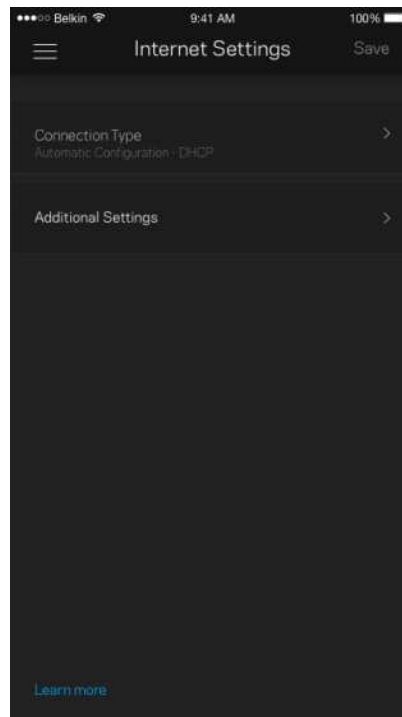 Belkin 9:41 AM 100%
Internet Settings Save
Connection Type
Automatic Configuration - DHCP
Additional Settings
Learn more